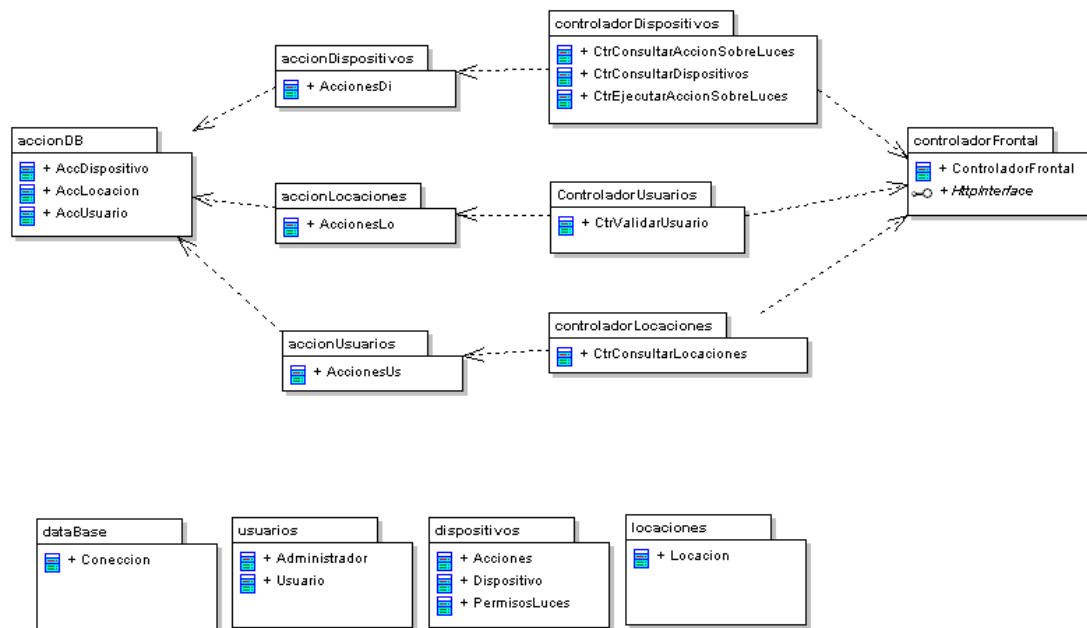 controladorDispositivos
+ CtrConsultarAccionSobreLuces
+ CtrConsultarDispositivos
+ CtrEjecutarAccionSobreLuces
accionDispositivos
+ AccionesDi
accionDB
+ AccDispositivo
+ AccLocacion
+ AccUsuario
controladorFrontal
+ ControladorFrontal
+ HttpInterface
accionLocaciones
+ AccionesLo
ControladorUsuarios
+ CtrValidarUsuario
accionUsuarios
+ AccionesUs
controladorLocaciones
+ CtrConsultarLocaciones
dataBase
+ Coneccion
usuarios
+ Administrador
+ Usuario
dispositivos
+ Acciones
+ Dispositivo
+ PermisosLuces
locaciones
+ Locacion